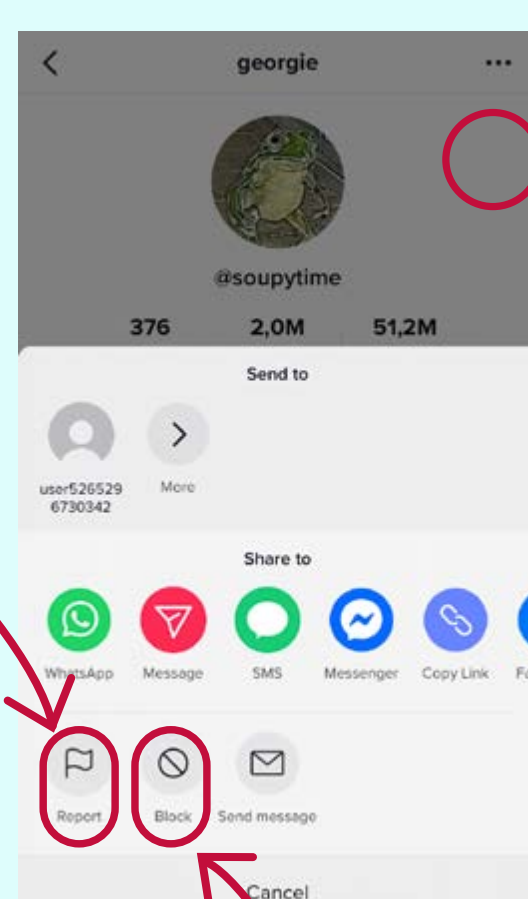 georgie
@soupytime
376 2,0M 51,2M
Send to
user526529
6730342
More
Share to
WhatsApp Message SMS Messenger Copy Link
Report Block Send message
Cancel